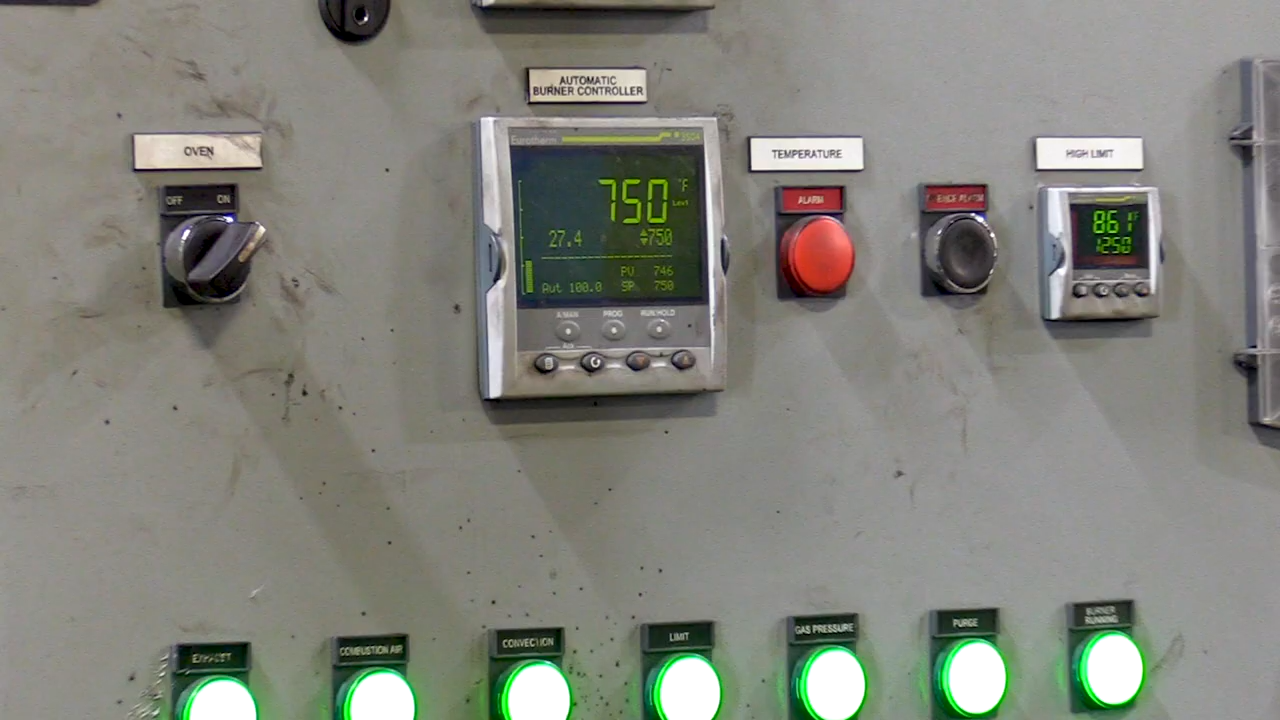 AUTOMATIC
BURNER CONTROLLER
OVEN
OFF ON
Eurotherm
750 °F
27.4 750
PV 746
Aut 100.0 SP 750
A/MAN PROG RUN/HOLD
Ack
TEMPERATURE
ALARM
HIGH LIMIT
861 °F
1250
EXHAUST
COMBUSTION AIR
CONVECTION
LIMIT
GAS PRESSURE
PURGE
BURNER
RUNNING